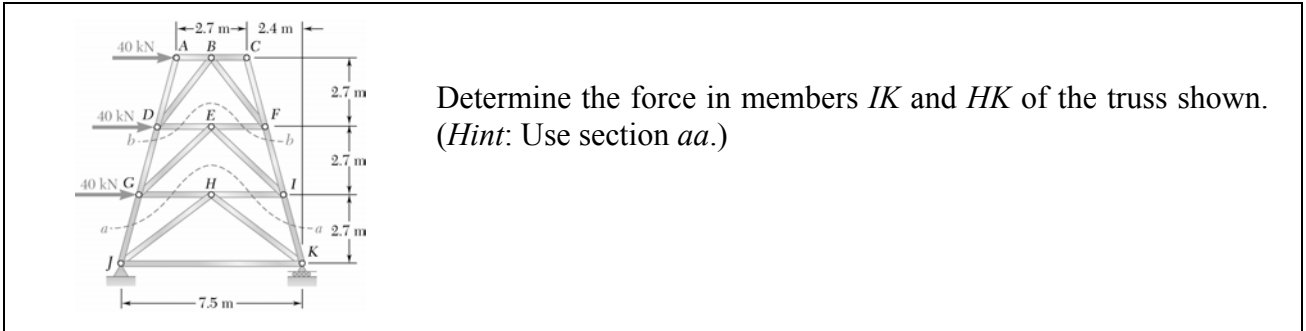 2.7 m 2.4 m
40 kN A B C
2.7 m
40 kN D E F
b b
2.7 m
40 kN G H I
a a 2.7 m
J K
7.5 m
Determine the force in members IK and HK of the truss shown.
(Hint: Use section aa.)